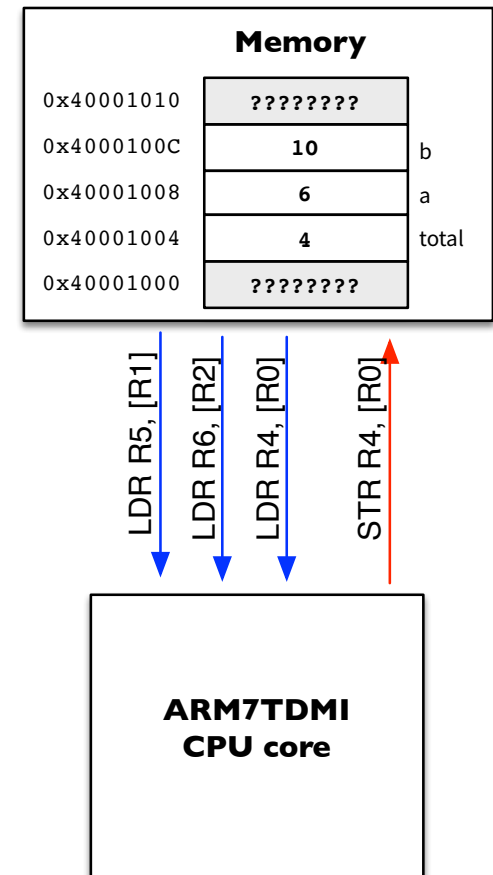 Memory
0x40001010 ????????
0x4000100C 10 b
0x40001008 6 a
0x40001004 4 total
0x40001000 ????????
LDR R5, [R1]
LDR R6, [R2]
LDR R4, [R0]
STR R4, [R0]
ARM7TDMI
CPU core